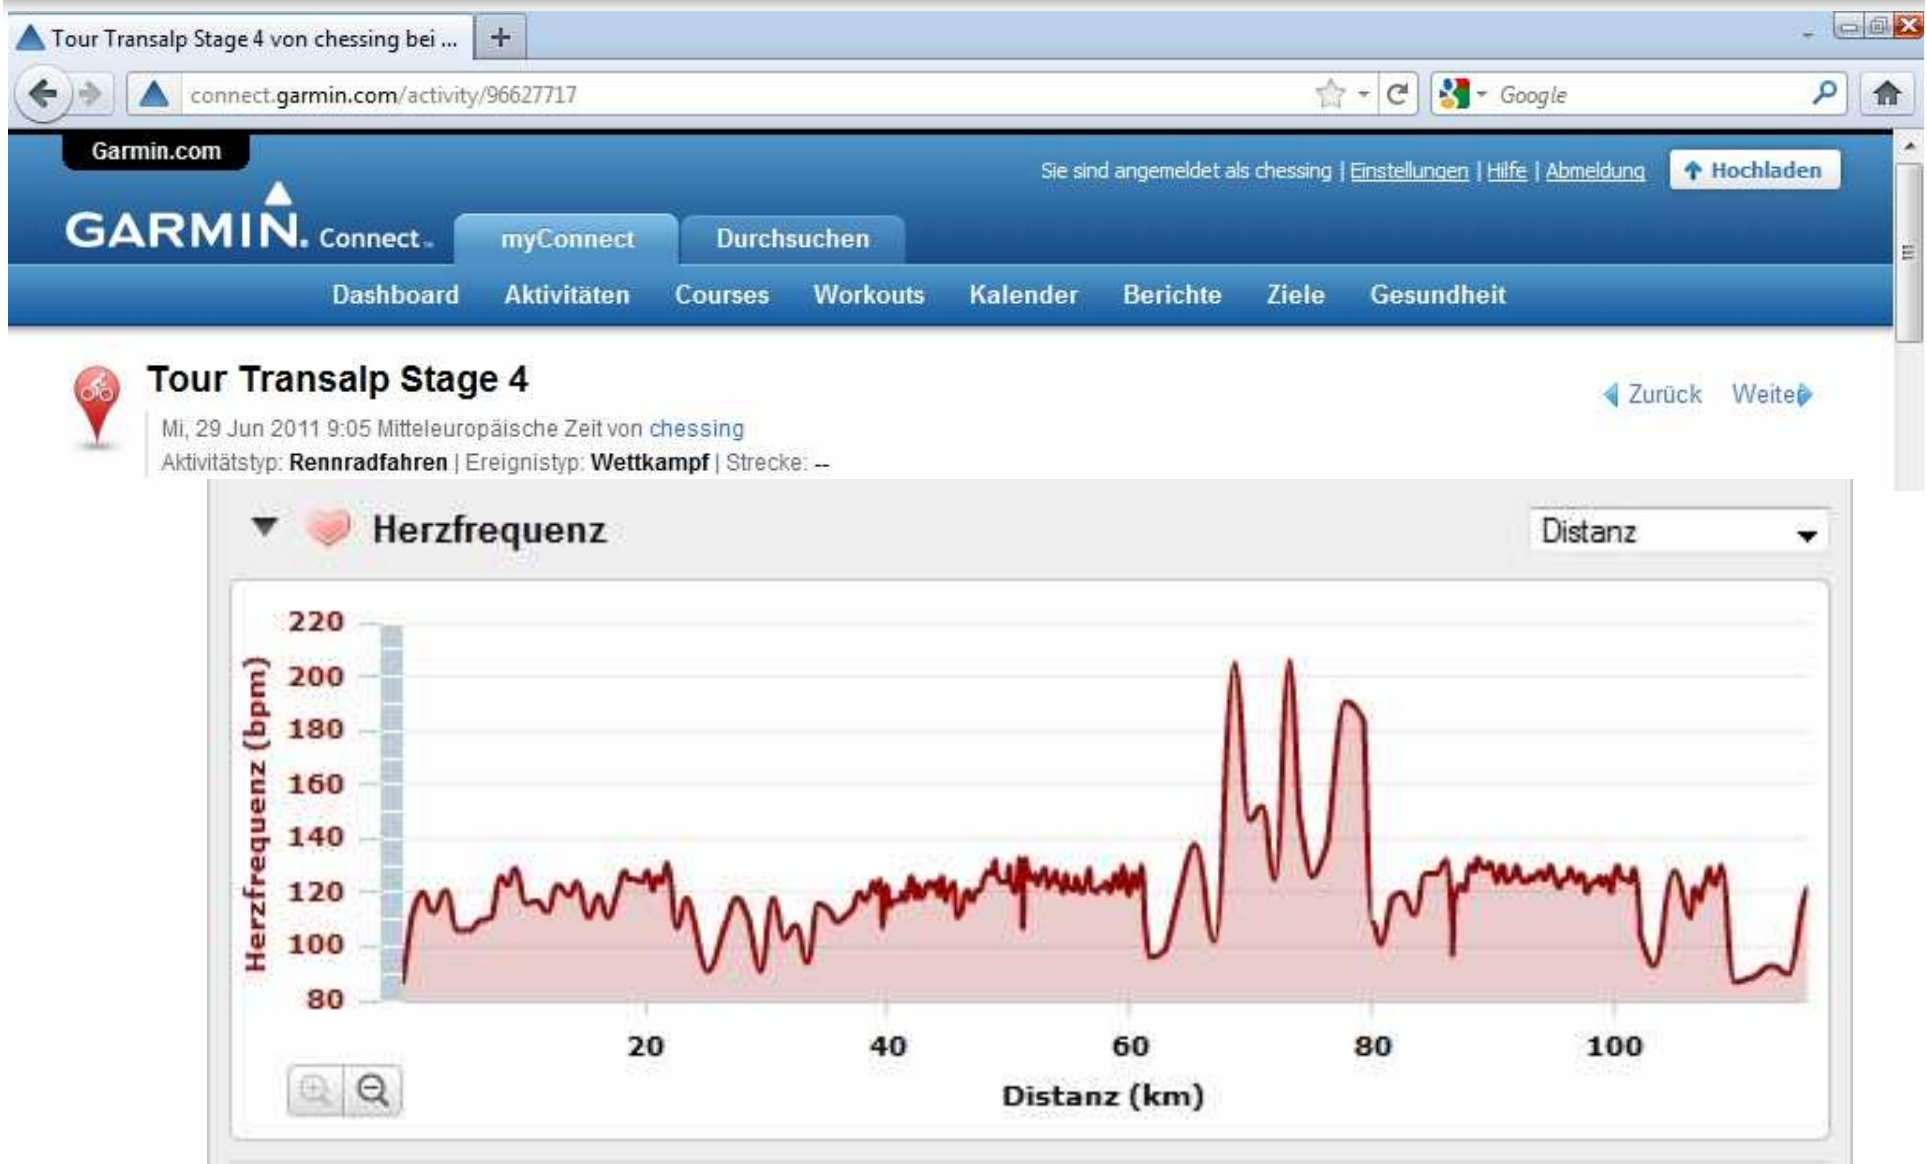 Tour Transalp Stage 4 von chessing bei ...
connect.garmin.com/activity/96627717
Google
Garmin.com
Sie sind angemeldet als chessing | Einstellungen | Hilfe | Abmeldung
Hochladen
GARMIN. Connect™
myConnect
Durchsuchen
Dashboard Aktivitäten Courses Workouts Kalender Berichte Ziele Gesundheit
Tour Transalp Stage 4
Zurück Weite
Mi, 29 Jun 2011 9:05 Mitteleuropäische Zeit von chessing
Aktivitätstyp: Rennradfahren | Ereignistyp: Wettkampf | Strecke: --
Herzfrequenz
Distanz
Herzfrequenz (bpm)
220
200
180
160
140
120
100
80
20 40 60 80 100
Distanz (km)